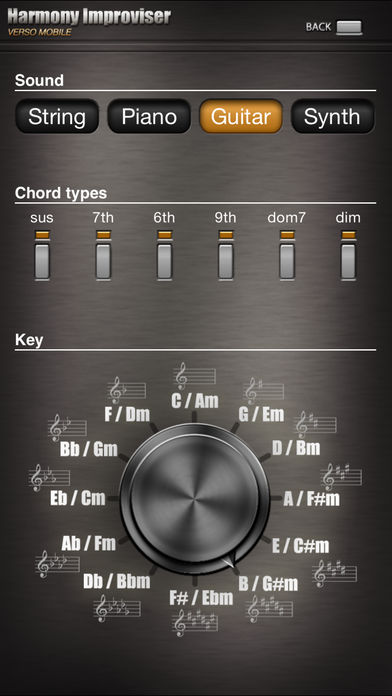 Harmony Improviser
VERSO MOBILE
BACK
Sound
String Piano Guitar Synth
Chord types
sus 7th 6th 9th dom7 dim
Key
C / Am
F / Dm G / Em
Bb / Gm D / Bm
Eb / Cm A / F#m
Ab / Fm E / C#m
Db / Bbm B / G#m
F# / Ebm